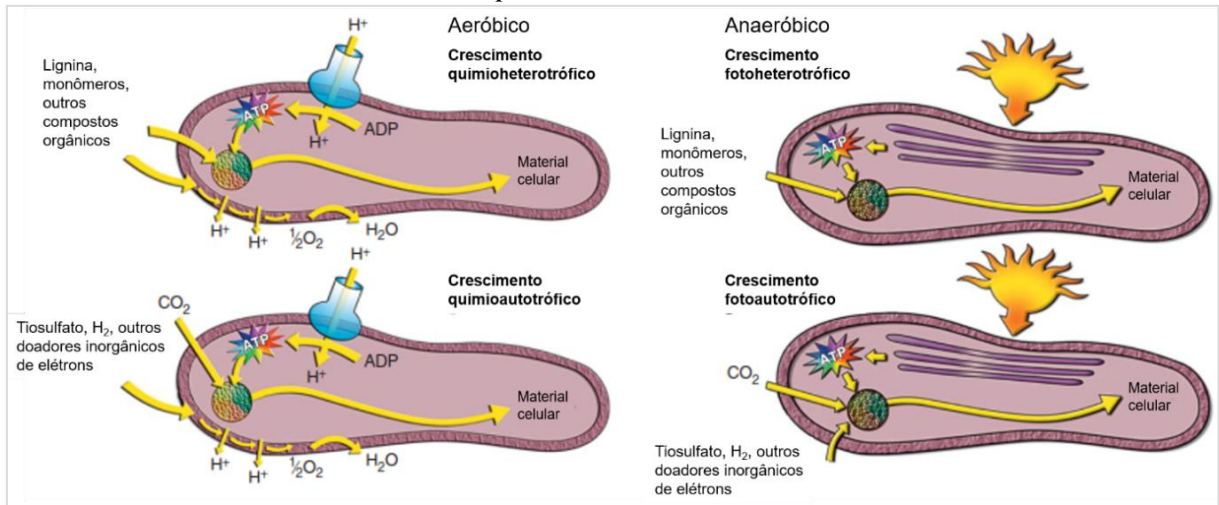 H⁺
Aeróbico
Crescimento
quimioheterotrófico
Lignina,
monômeros,
outros
compostos
orgânicos
ATP
ADP
H⁺
Material
celular
H⁺
H⁺
½O₂
H₂O
Anaeróbico
Crescimento
fotoheterotrófico
Lignina,
monômeros,
outros
compostos
orgânicos
ATP
Material
celular
H⁺
Crescimento
quimioautotrófico
CO₂
Tiosulfato, H₂, outros
doadores inorgânicos
de elétrons
ATP
ADP
H⁺
Material
celular
H⁺
H⁺
½O₂
H₂O
Crescimento
fotoautotrófico
ATP
CO₂
Material
celular
Tiosulfato, H₂, outros
doadores inorgânicos
de elétrons